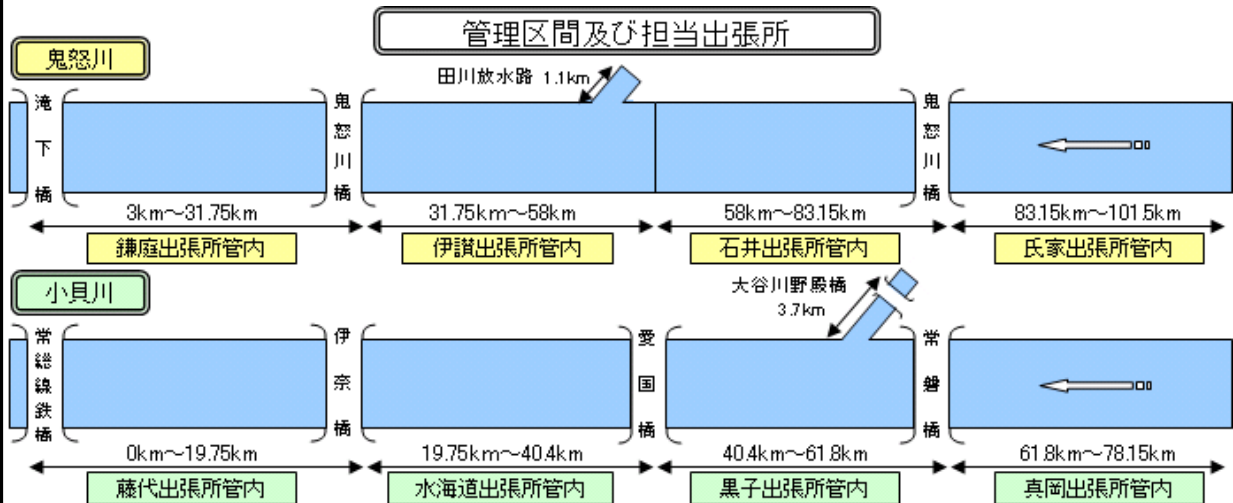 管理区間及び担当出張所
鬼怒川
田川放水路 1.1km
滝下橋
鬼怒川橋
鬼怒川橋
3km～31.75km
31.75km～58km
58km～83.15km
83.15km～101.5km
鎌庭出張所管内
伊讃出張所管内
石井出張所管内
氏家出張所管内
小貝川
大谷川野殿橋
3.7km
常総線鉄橋
伊奈橋
愛国橋
常磐橋
0km～19.75km
19.75km～40.4km
40.4km～61.8km
61.8km～78.15km
藤代出張所管内
水海道出張所管内
黒子出張所管内
真岡出張所管内